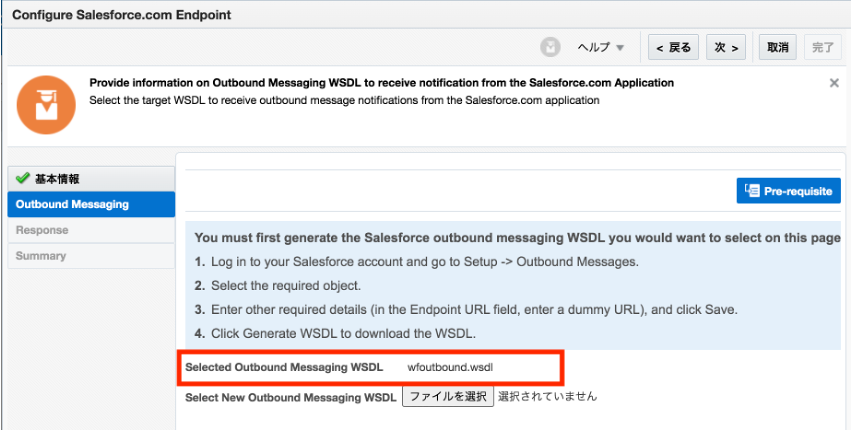 Configure Salesforce.com Endpoint
ヘルプ ▼ < 戻る 次 > 取消 完了
Provide information on Outbound Messaging WSDL to receive notification from the Salesforce.com Application
Select the target WSDL to receive outbound message notifications from the Salesforce.com application
基本情報
Outbound Messaging
Response
Summary
Pre-requisite
You must first generate the Salesforce outbound messaging WSDL you would want to select on this page
1. Log in to your Salesforce account and go to Setup -> Outbound Messages.
2. Select the required object.
3. Enter other required details (in the Endpoint URL field, enter a dummy URL), and click Save.
4. Click Generate WSDL to download the WSDL.
Selected Outbound Messaging WSDL wfoutbound.wsdl
Select New Outbound Messaging WSDL ファイルを選択 選択されていません